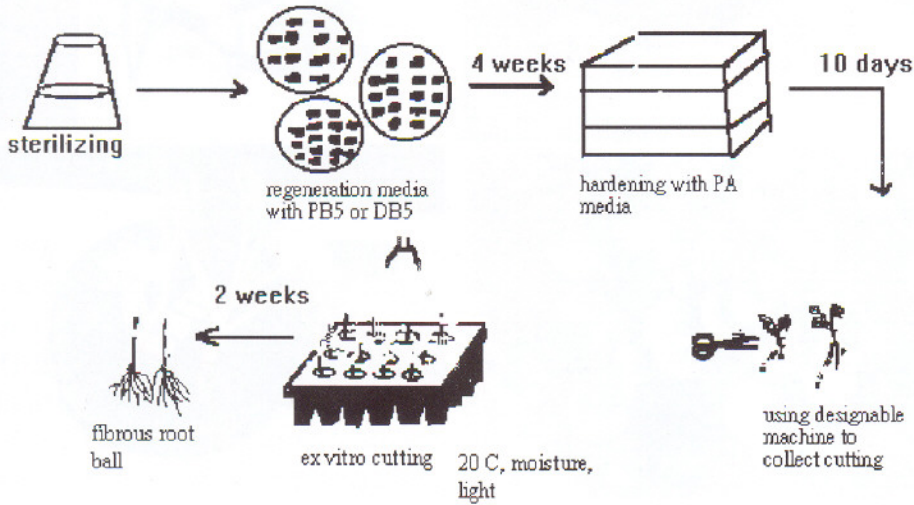 sterilizing
regeneration media
with PB5 or DB5
4 weeks
hardening with PA
media
10 days
using designable
machine to
collect cutting
20 C, moisture,
light
ex vitro cutting
2 weeks
fibrous root
ball